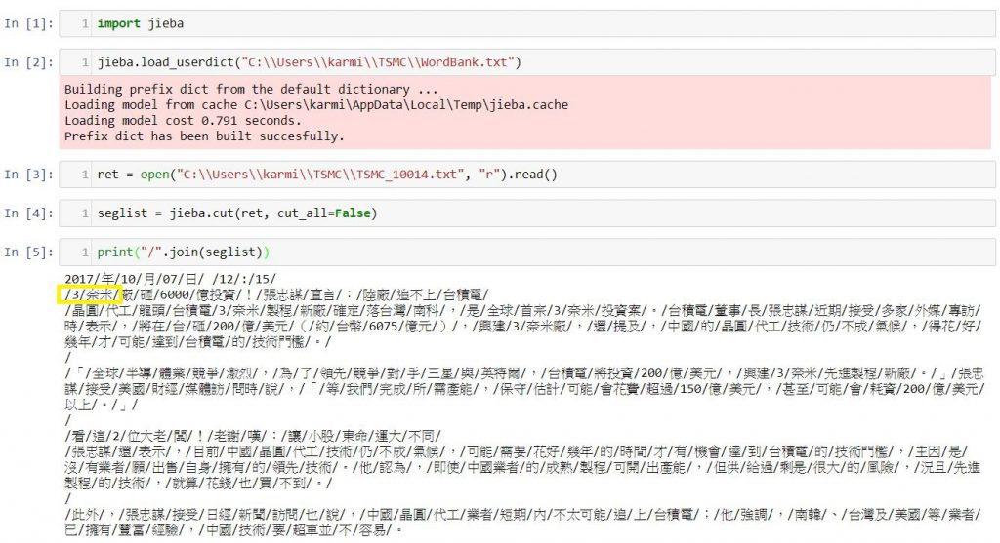 In [1]: 1 import jieba
In [2]: 1 jieba.load_userdict("C:\\Users\\karmi\\TSMC\\WordBank.txt")
Building prefix dict from the default dictionary ...
Loading model from cache C:\Users\karmi\AppData\Local\Temp\jieba.cache
Loading model cost 0.791 seconds.
Prefix dict has been built succesfully.
In [3]: 1 ret = open("C:\\Users\\karmi\\TSMC\\TSMC_10014.txt", "r").read()
In [4]: 1 seglist = jieba.cut(ret, cut_all=False)
In [5]: 1 print("/".join(seglist))
2017/年/10/月/07/日/ /12/:/15/
/3/奈米/廠/砸/6000/億投資/！/張忠謀/直言/：/陸廠/追不上/台積電/
/晶圓/代工/龍頭/台積電/3/奈米/製程/新廠/確定/落台灣/南科/，/是/全球/首宗/3/奈米/投資案/。/台積電/董事/長/張忠謀/近期/接受/多家/外媒/專訪/
時/表示/，/將在/台/砸/200/億/美元/（/約/台幣/6075/億元/）/，/興建/3/奈米廠/，/還/提及/，/中國/的/晶圓/代工/技術/仍/不成/氣候/，/得花/好/
幾年/才/可能/達到/台積電/的/技術門檻/。/
/
/「/全球/半導/體業/競爭/激烈/，/為/了/領先/競爭/對/手/三星/與/英特爾/，/台積電/將投資/200/億/美元/，/興建/3/奈米/先進製程/新廠/。/」/張忠
謀/接受/美國/財經/媒體訪/問時/說/，/「/等/我們/完成/所/需產能/，/保守/估計/可能/會花費/超過/150/億/美元/，/甚至/可能/會/耗資/200/億/美元/
以上/。/」/
/
/看/這/2/位大老/闆/！/老謝/嘆/：/讓/小股/東命/運大/不同/
/張忠謀/還/表示/，/目前/中國/晶圓/代工/技術/仍/不成/氣候/，/可能/需要/花好/幾年/的/時間/才/有/機會/達/到/台積電/的/技術門檻/，/主因/是/
沒/有業者/願/出售/自身/擁有/的/領先/技術/。/他/認為/，/即使/中國業者/的/成熟/製程/可開/出產能/，/但供/給過/剩是/很大/的/風險/，/況且/先進
製程/的/技術/，/就算/花錢/也/買/不到/。/
/
/此外/，/張忠謀/接受/日經/新聞/訪問/也/說/，/中國/晶圓/代工/業者/短期/內/不太可能/追/上/台積電/；/他/強調/，/南韓/、/台灣及/美國/等/業者/
已/擁有/豐富/經驗/，/中國/技術/要/超車並/不/容易/。